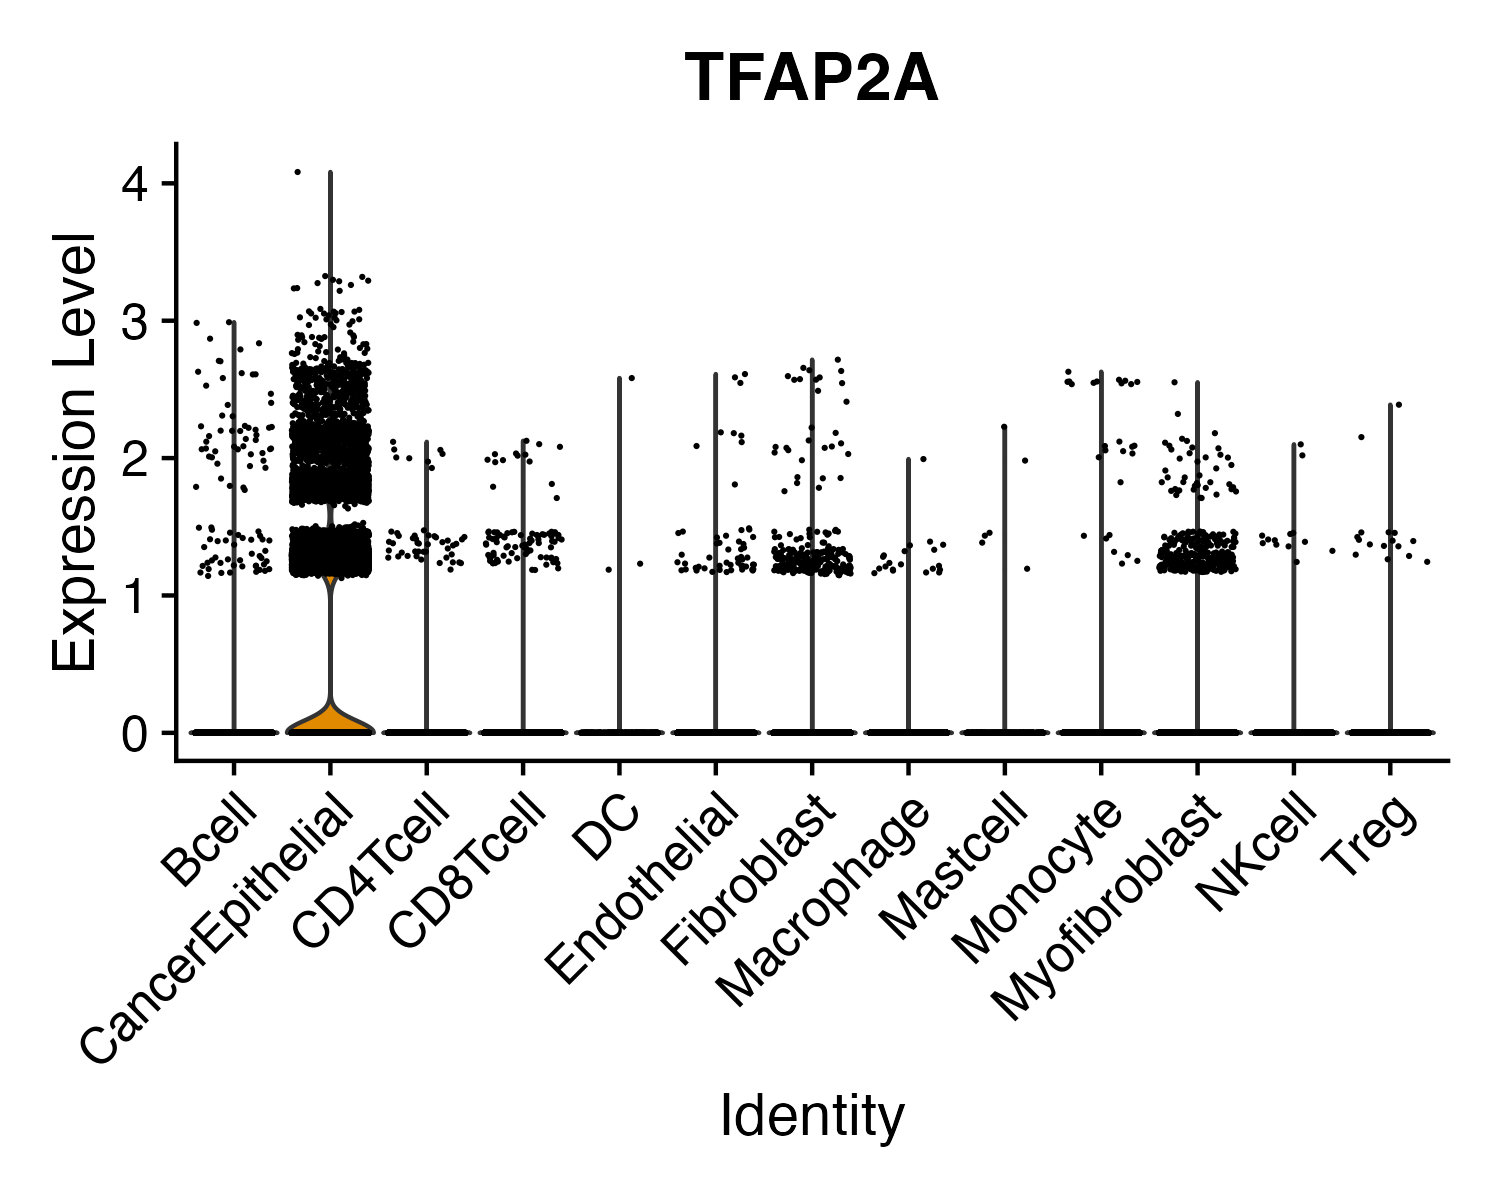 TFAP2A
Expression Level
4
3
2
1
0
Bcell
CancerEpithelial
CD4Tcell
CD8Tcell
DC
Endothelial
Fibroblast
Macrophage
Mastcell
Monocyte
Myofibroblast
NKcell
Treg
Identity